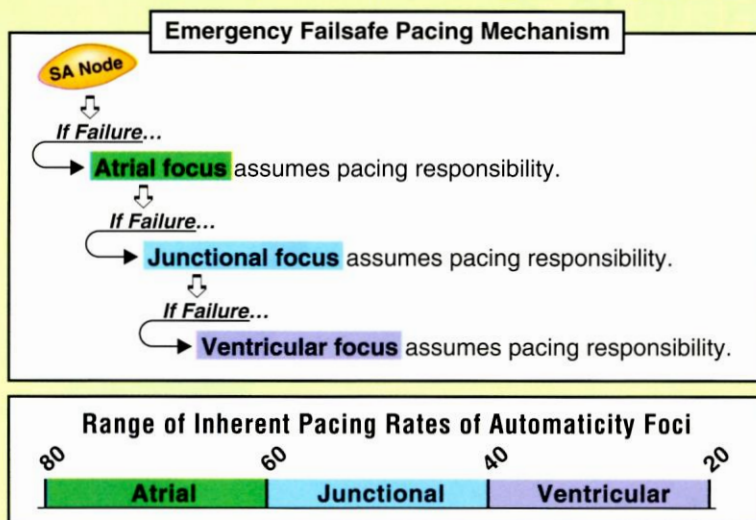 Emergency Failsafe Pacing Mechanism
SA Node
If Failure...
Atrial focus assumes pacing responsibility.
If Failure...
Junctional focus assumes pacing responsibility.
If Failure...
Ventricular focus assumes pacing responsibility.
Range of Inherent Pacing Rates of Automaticity Foci
80 60 40 20
Atrial Junctional Ventricular